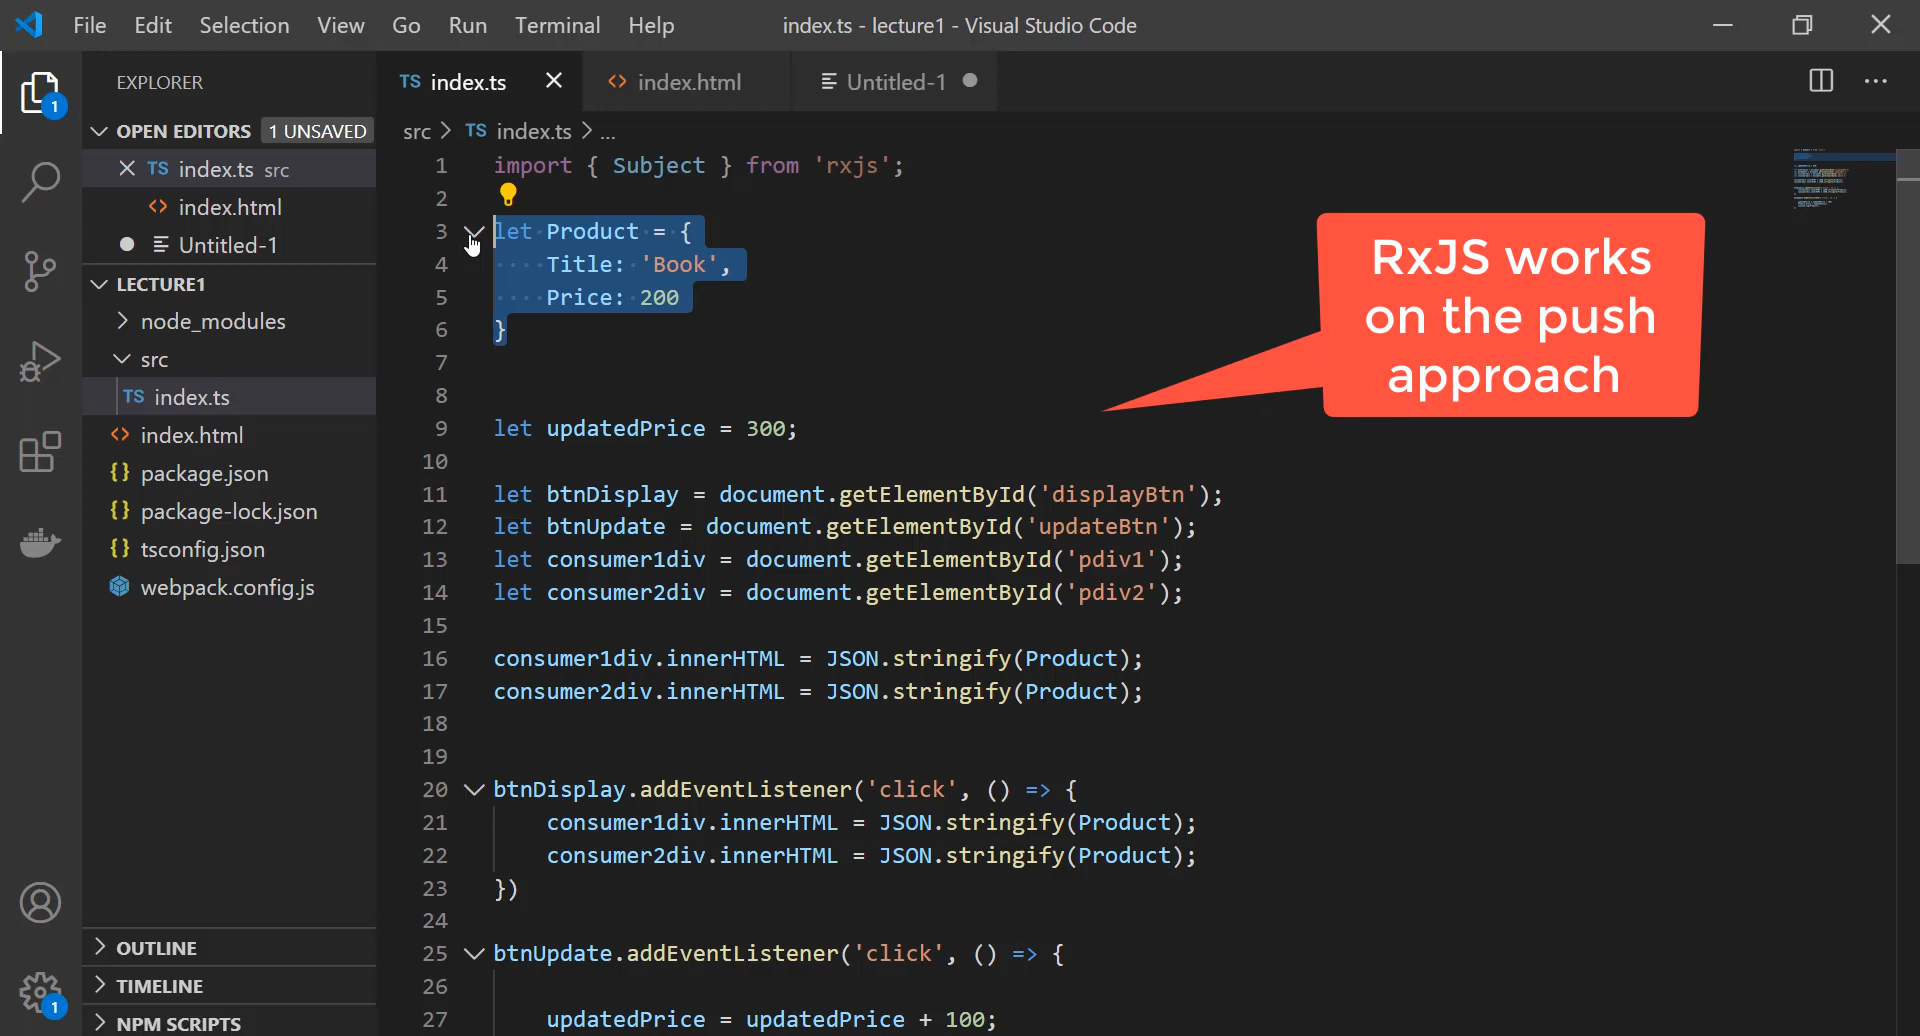 File Edit Selection View Go Run Terminal Help index.ts - lecture1 - Visual Studio Code
EXPLORER
TS index.ts
index.html
Untitled-1
OPEN EDITORS 1 UNSAVED
TS index.ts src
index.html
Untitled-1
LECTURE1
node_modules
src
TS index.ts
index.html
{} package.json
{} package-lock.json
{} tsconfig.json
webpack.config.js
OUTLINE
TIMELINE
NPM SCRIPTS
1
1
src > TS index.ts > ...
1 import { Subject } from 'rxjs';
2
3 let Product = {
4 Title: 'Book',
5 Price: 200
6 }
7
8
9 let updatedPrice = 300;
10
11 let btnDisplay = document.getElementById('displayBtn');
12 let btnUpdate = document.getElementById('updateBtn');
13 let consumer1div = document.getElementById('pdiv1');
14 let consumer2div = document.getElementById('pdiv2');
15
16 consumer1div.innerHTML = JSON.stringify(Product);
17 consumer2div.innerHTML = JSON.stringify(Product);
18
19
20 btnDisplay.addEventListener('click', () => {
21 consumer1div.innerHTML = JSON.stringify(Product);
22 consumer2div.innerHTML = JSON.stringify(Product);
23 })
24
25 btnUpdate.addEventListener('click', () => {
26
27 updatedPrice = updatedPrice + 100;
RxJS works
on the push
approach